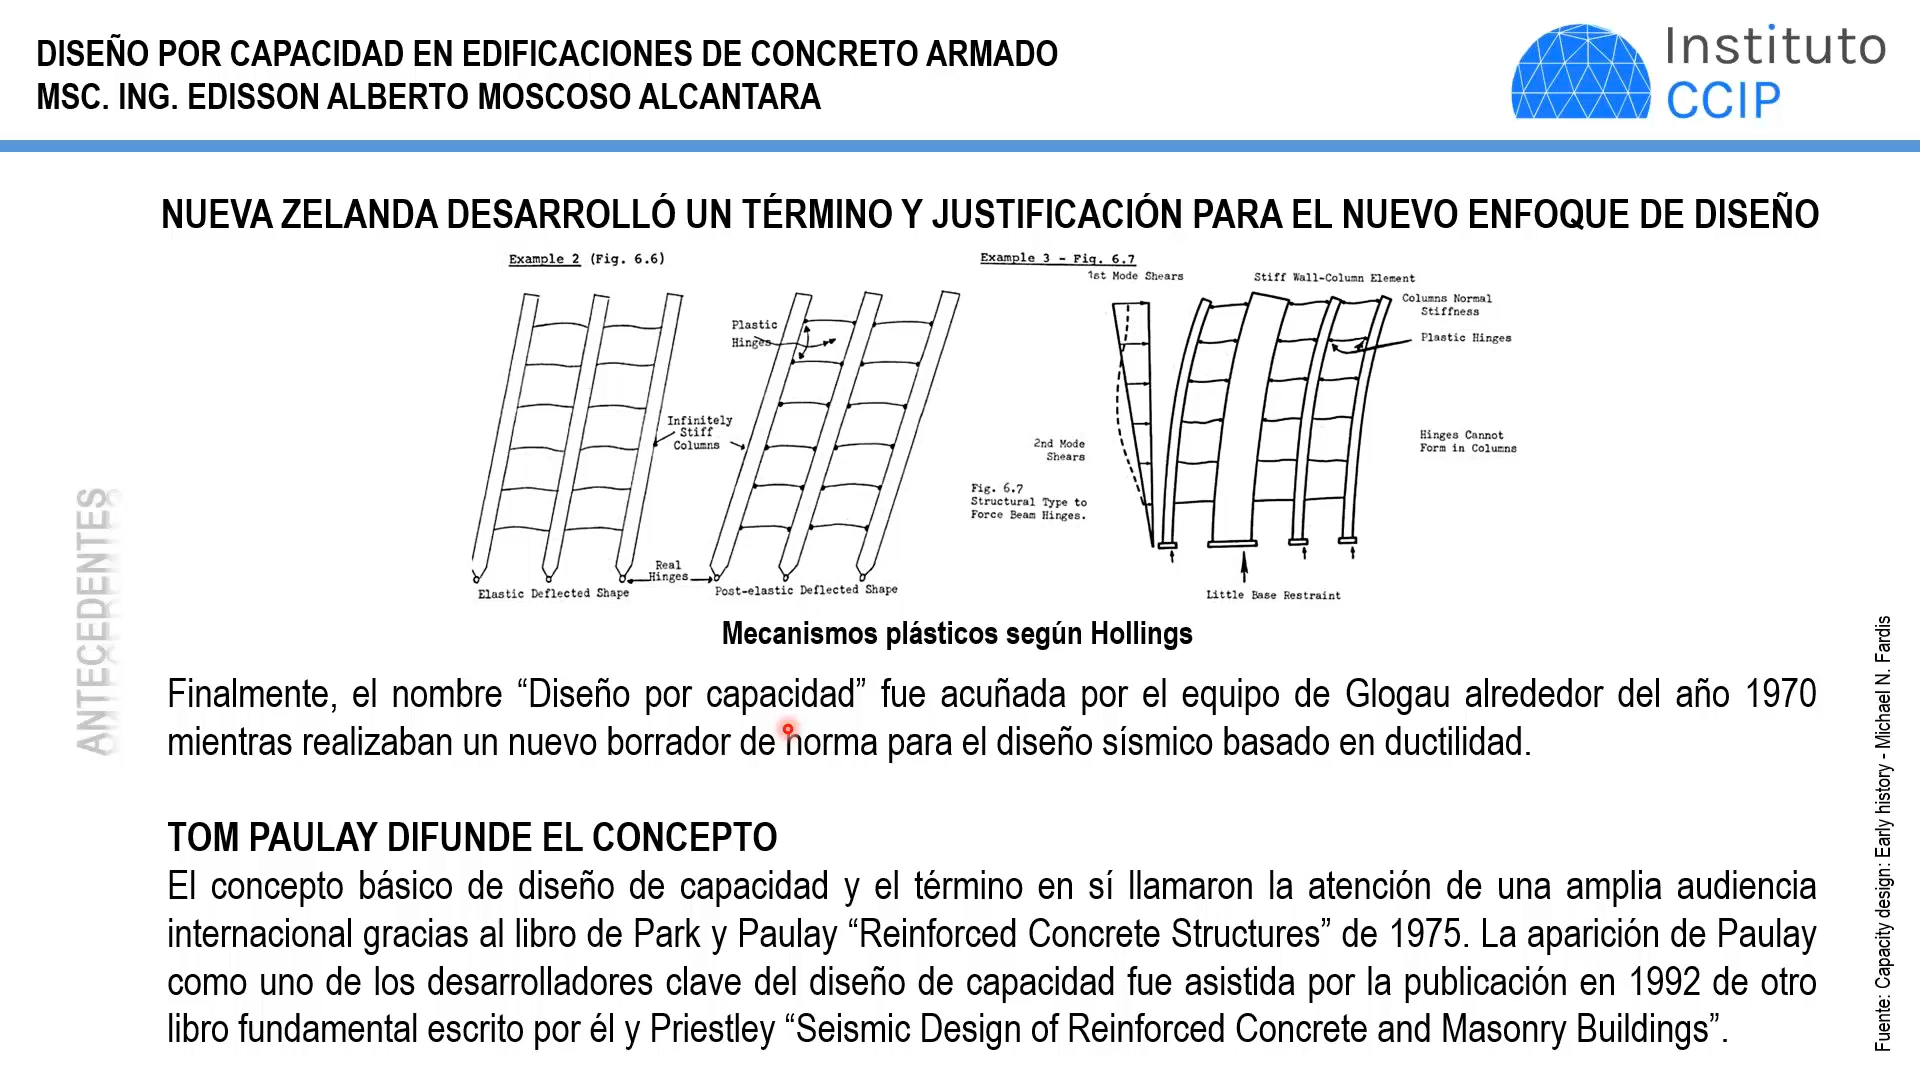 DISEÑO POR CAPACIDAD EN EDIFICACIONES DE CONCRETO ARMADO
MSC. ING. EDISSON ALBERTO MOSCOSO ALCANTARA
Instituto
CCIP
NUEVA ZELANDA DESARROLLÓ UN TÉRMINO Y JUSTIFICACIÓN PARA EL NUEVO ENFOQUE DE DISEÑO
Example 2 (Fig. 6.6)
Plastic
Hinges
Infinitely
Stiff
Columns
Real
Hinges
Elastic Deflected Shape
Post-elastic Deflected Shape
Example 3 - Fig. 6.7
1st Mode Shears
Stiff Wall-Column Element
Columns Normal
Stiffness
Plastic Hinges
2nd Mode
Shears
Hinges Cannot
Form in Columns
Fig. 6.7
Structural Type to
Force Beam Hinges.
Little Base Restraint
Mecanismos plásticos según Hollings
ANTECEDENTES
Finalmente, el nombre “Diseño por capacidad” fue acuñada por el equipo de Glogau alrededor del año 1970
mientras realizaban un nuevo borrador de norma para el diseño sísmico basado en ductilidad.
TOM PAULAY DIFUNDE EL CONCEPTO
El concepto básico de diseño de capacidad y el término en sí llamaron la atención de una amplia audiencia
internacional gracias al libro de Park y Paulay “Reinforced Concrete Structures” de 1975. La aparición de Paulay
como uno de los desarrolladores clave del diseño de capacidad fue asistida por la publicación en 1992 de otro
libro fundamental escrito por él y Priestley “Seismic Design of Reinforced Concrete and Masonry Buildings”.
Fuente: Capacity design: Early history - Michael N. Fardis